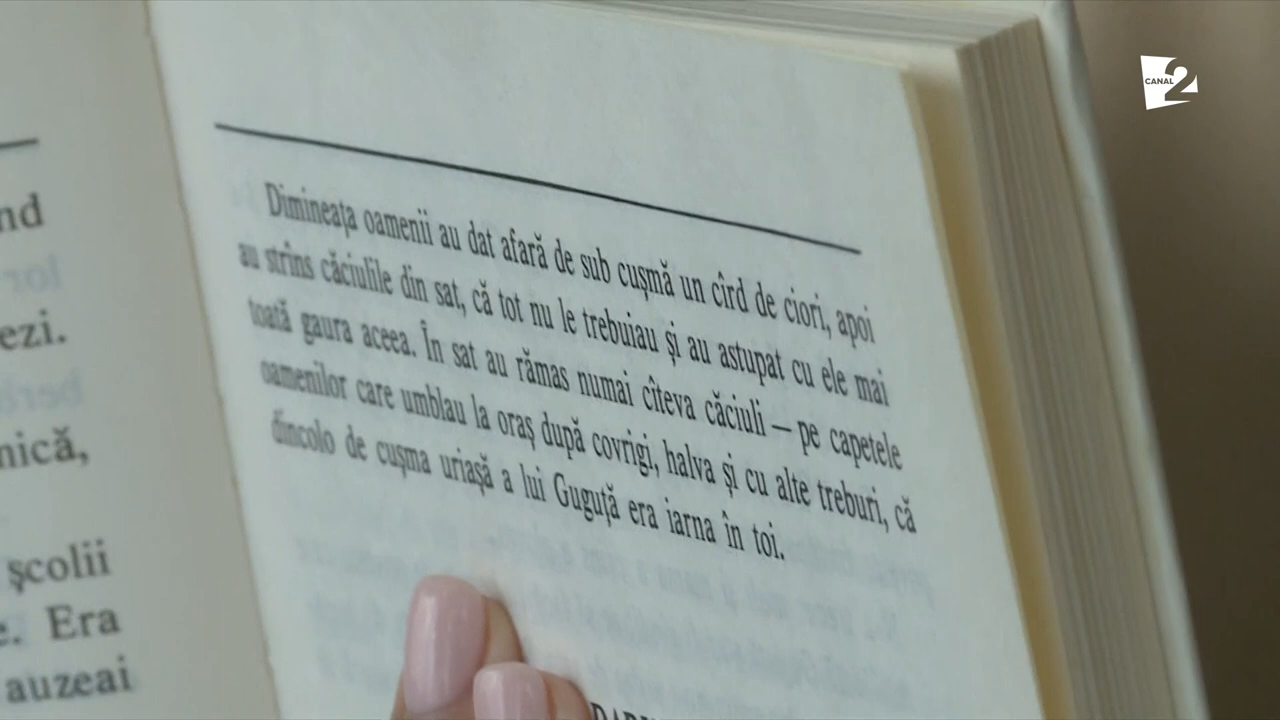 CANAL 2
nd
ezi.
nică,
școlii
e. Era
auzeai
Dimineața oamenii au dat afară de sub cușmă un cîrd de ciori, apoi
au strîns căciulile din sat, că tot nu le trebuiau și au astupat cu ele mai
toată gaura aceea. În sat au rămas numai cîteva căciuli — pe capetele
oamenilor care umblau la oraș după covrigi, halva și cu alte treburi, că
dincolo de cușma uriașă a lui Guguță era iarna în toi.